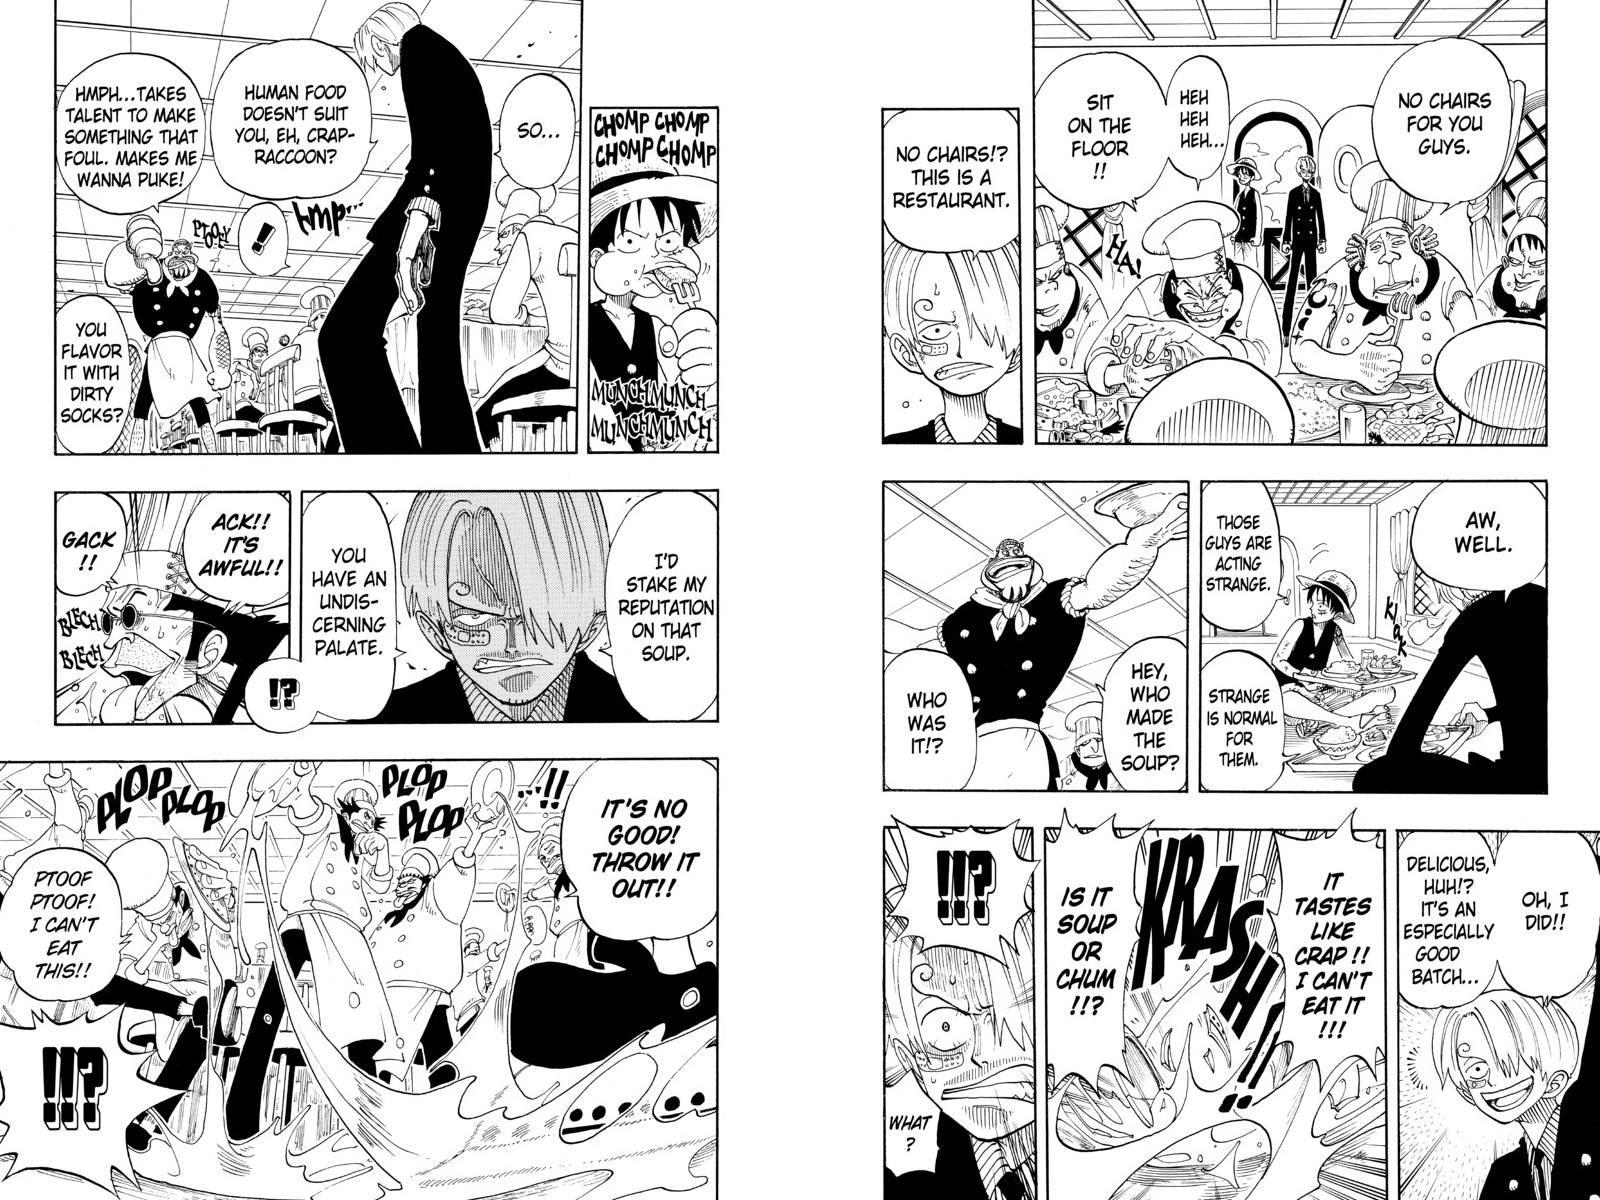 NO CHAIRS
FOR YOU
GUYS.
HEH
HEH
HEH...
SIT
ON THE
FLOOR
!!
HA!
NO CHAIRS!?
THIS IS A
RESTAURANT.
AW,
WELL.
THOSE
GUYS ARE
ACTING
STRANGE.
KLAK
STRANGE
IS NORMAL
FOR
THEM.
HEY,
WHO
MADE
THE
SOUP?
WHO
WAS
IT!?
OH, I
DID!!
DELICIOUS,
HUH!?
IT'S AN
ESPECIALLY
GOOD
BATCH...
IT
TASTES
LIKE
CRAP!!
I CAN'T
EAT IT
!!!
KRASH!!
IS IT
SOUP
OR
CHUM
!!?
!!?
WHAT
?
CHOMP CHOMP
CHOMP CHOMP
MUNCHMUNCH
MUNCHMUNCH
SO...
HUMAN FOOD
DOESN'T SUIT
YOU, EH, CRAP-
RACCOON?
HMP...
!
PTOOEY
HMPH...TAKES
TALENT TO MAKE
SOMETHING THAT
FOUL. MAKES ME
WANNA PUKE!
YOU
FLAVOR
IT WITH
DIRTY
SOCKS?
I'D
STAKE MY
REPUTATION
ON THAT
SOUP.
YOU
HAVE AN
UNDIS-
CERNING
PALATE.
!?
ACK!!
IT'S
AWFUL!!
GACK
!!
BLECH
BLECH
IT'S NO
GOOD!
THROW IT
OUT!!
...!!
PLOP
PLOP
PLOP
PLOP
PTOOF
PTOOF!
I CAN'T
EAT
THIS!!
!!?